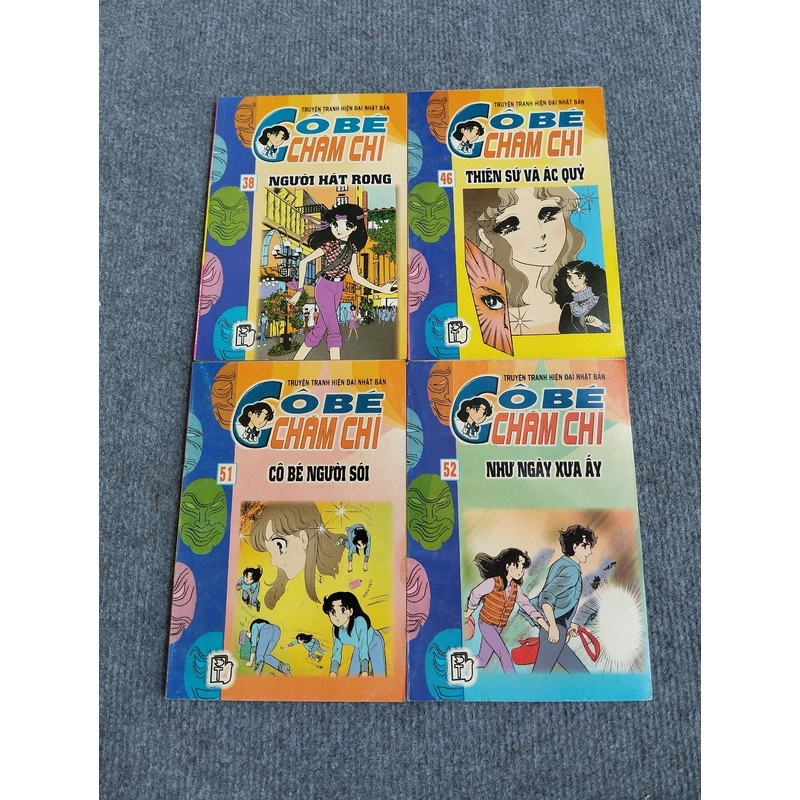 TRUYỆN TRANH HIỆN ĐẠI NHẬT BẢN
CÔ BÉ
CHĂM CHỈ
38
NGƯỜI HÁT RONG
TRUYỆN TRANH HIỆN ĐẠI NHẬT BẢN
CÔ BÉ
CHĂM CHỈ
46
THIÊN SỨ VÀ ÁC QUỶ
TRUYỆN TRANH HIỆN ĐẠI NHẬT BẢN
CÔ BÉ
CHĂM CHỈ
51
CÔ BÉ NGƯỜI SÓI
TRUYỆN TRANH HIỆN ĐẠI NHẬT BẢN
CÔ BÉ
CHĂM CHỈ
52
NHƯ NGÀY XƯA ẤY